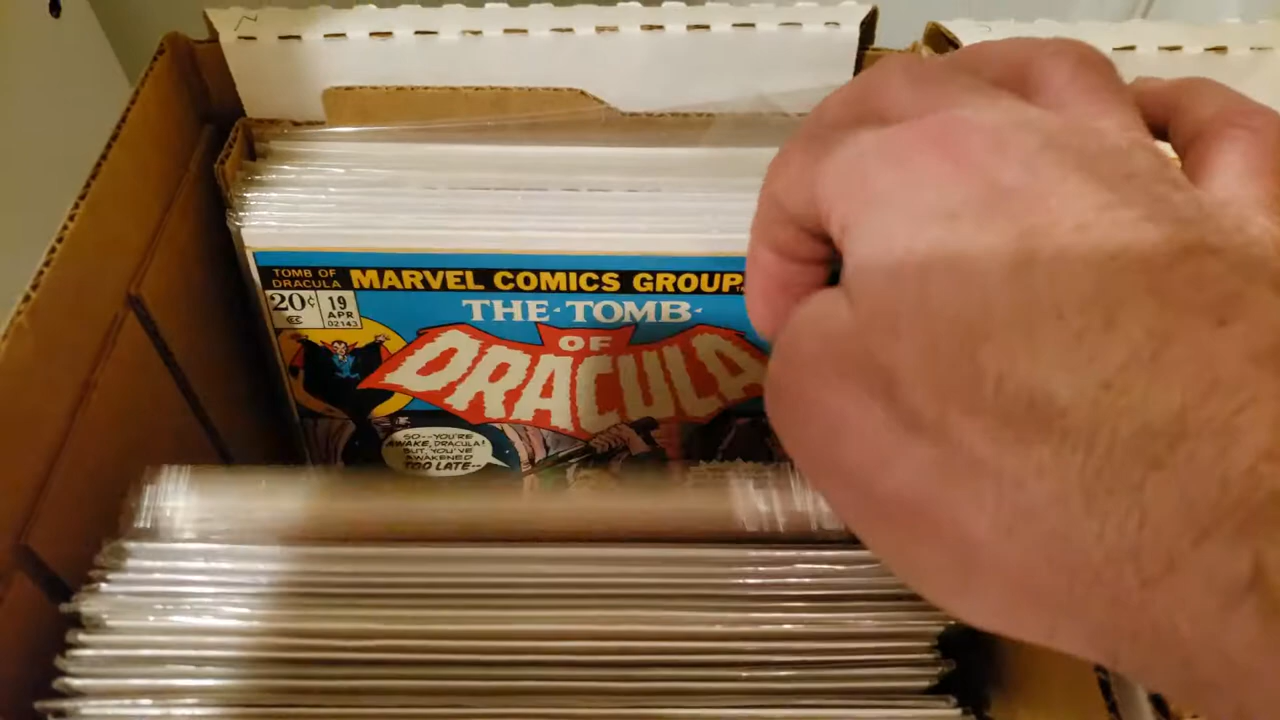 TOMB OF
DRACULA
MARVEL COMICS GROUP
20¢
19
APR
02143
THE·TOMB·
OF
DRACULA
SO--YOU'RE
AWAKE, DRACULA!
BUT, YOU'VE
AWAKENED
TOO LATE--